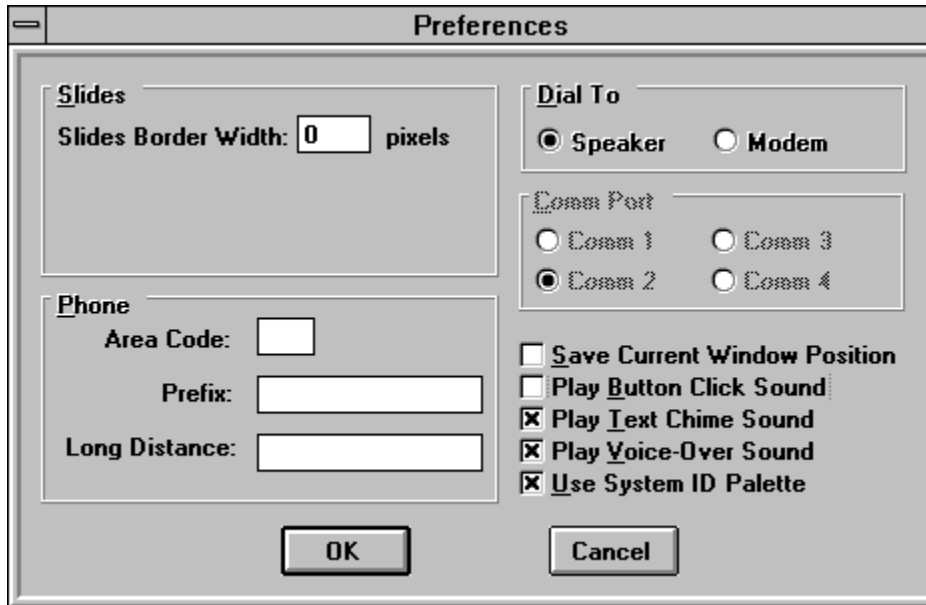 Preferences
Slides
Slides Border Width: 0 pixels
Phone
Area Code:
Prefix:
Long Distance:
Dial To
Speaker Modem
Comm Port
Comm 1 Comm 3
Comm 2 Comm 4
Save Current Window Position
Play Button Click Sound
Play Text Chime Sound
Play Voice-Over Sound
Use System ID Palette
OK Cancel